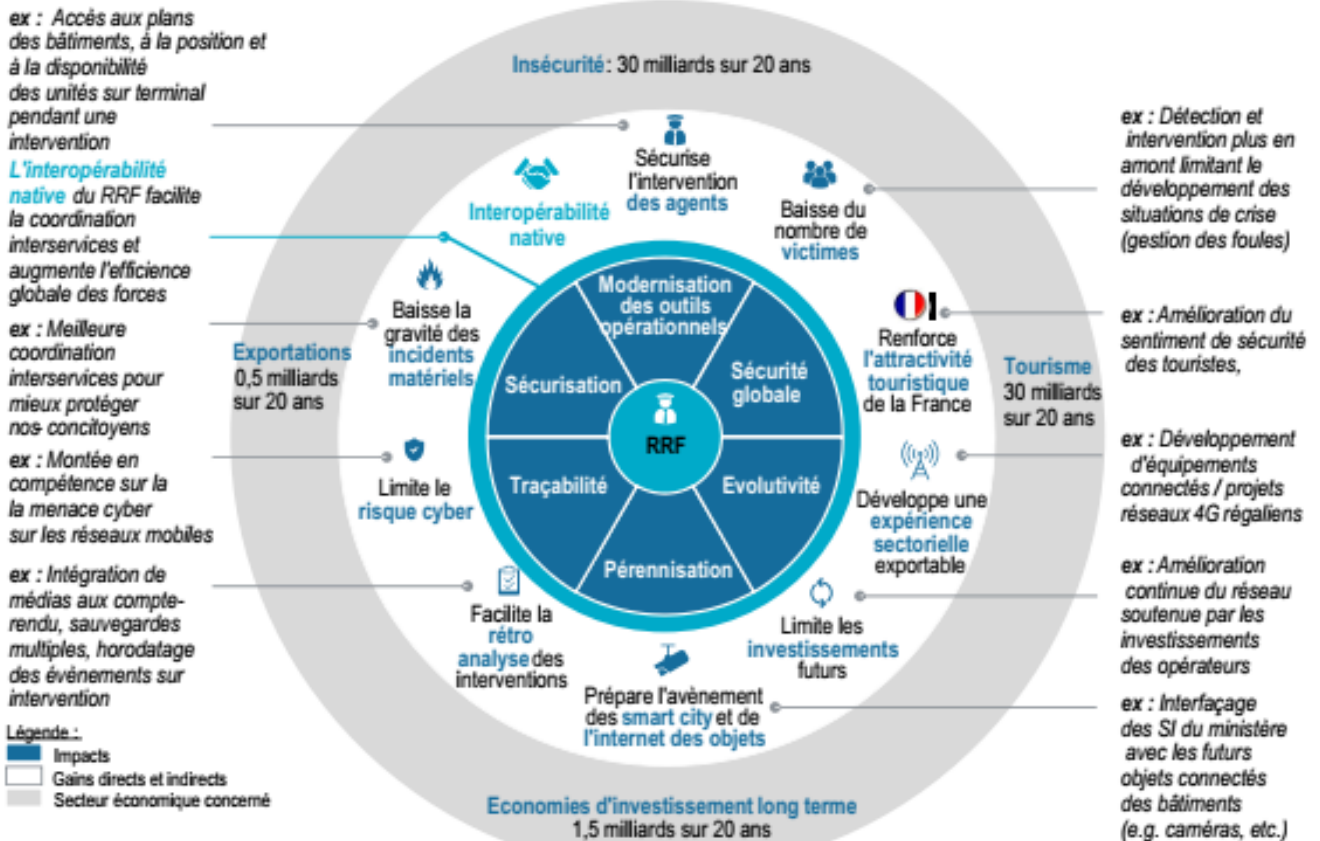 ex : Accès aux plans
des bâtiments, à la position et
à la disponibilité
des unités sur terminal
pendant une
intervention
L'interopérabilité
native du RRF facilite
la coordination
interservices et
augmente l'efficience
globale des forces
ex : Meilleure
coordination
interservices pour
mieux protéger
nos concitoyens
ex : Montée en
compétence sur la
la menace cyber
sur les réseaux mobiles
ex : Intégration de
médias aux compte-
rendu, sauvegardes
multiples, horodatage
des évènements sur
intervention
Légende :
Impacts
Gains directs et indirects
Secteur économique concerné
Insécurité : 30 milliards sur 20 ans
Sécurise
l'intervention
des agents
Interopérabilité
native
Baisse du
nombre de
victimes
Baisse la
gravité des
incidents
matériels
Exportations
0,5 milliards
sur 20 ans
Renforce
l'attractivité
touristique
de la France
Tourisme
30 milliards
sur 20 ans
Modernisation
des outils
opérationnels
Sécurisation
Sécurité
globale
RRF
Traçabilité
Evolutivité
Pérennisation
Limite le
risque cyber
Développe une
expérience
sectorielle
exportable
Facilite la
rétro
analyse des
interventions
Limite les
investissements
futurs
Prépare l'avènement
des smart city et de
l'internet des objets
Economies d'investissement long terme
1,5 milliards sur 20 ans
ex : Détection et
intervention plus en
amont limitant le
développement des
situations de crise
(gestion des foules)
ex : Amélioration du
sentiment de sécurité
des touristes,
ex : Développement
d'équipements
connectés / projets
réseaux 4G régaliens
ex : Amélioration
continue du réseau
soutenue par les
investissements
des opérateurs
ex : Interfaçage
des SI du ministère
avec les futurs
objets connectés
des bâtiments
(e.g. caméras, etc.)